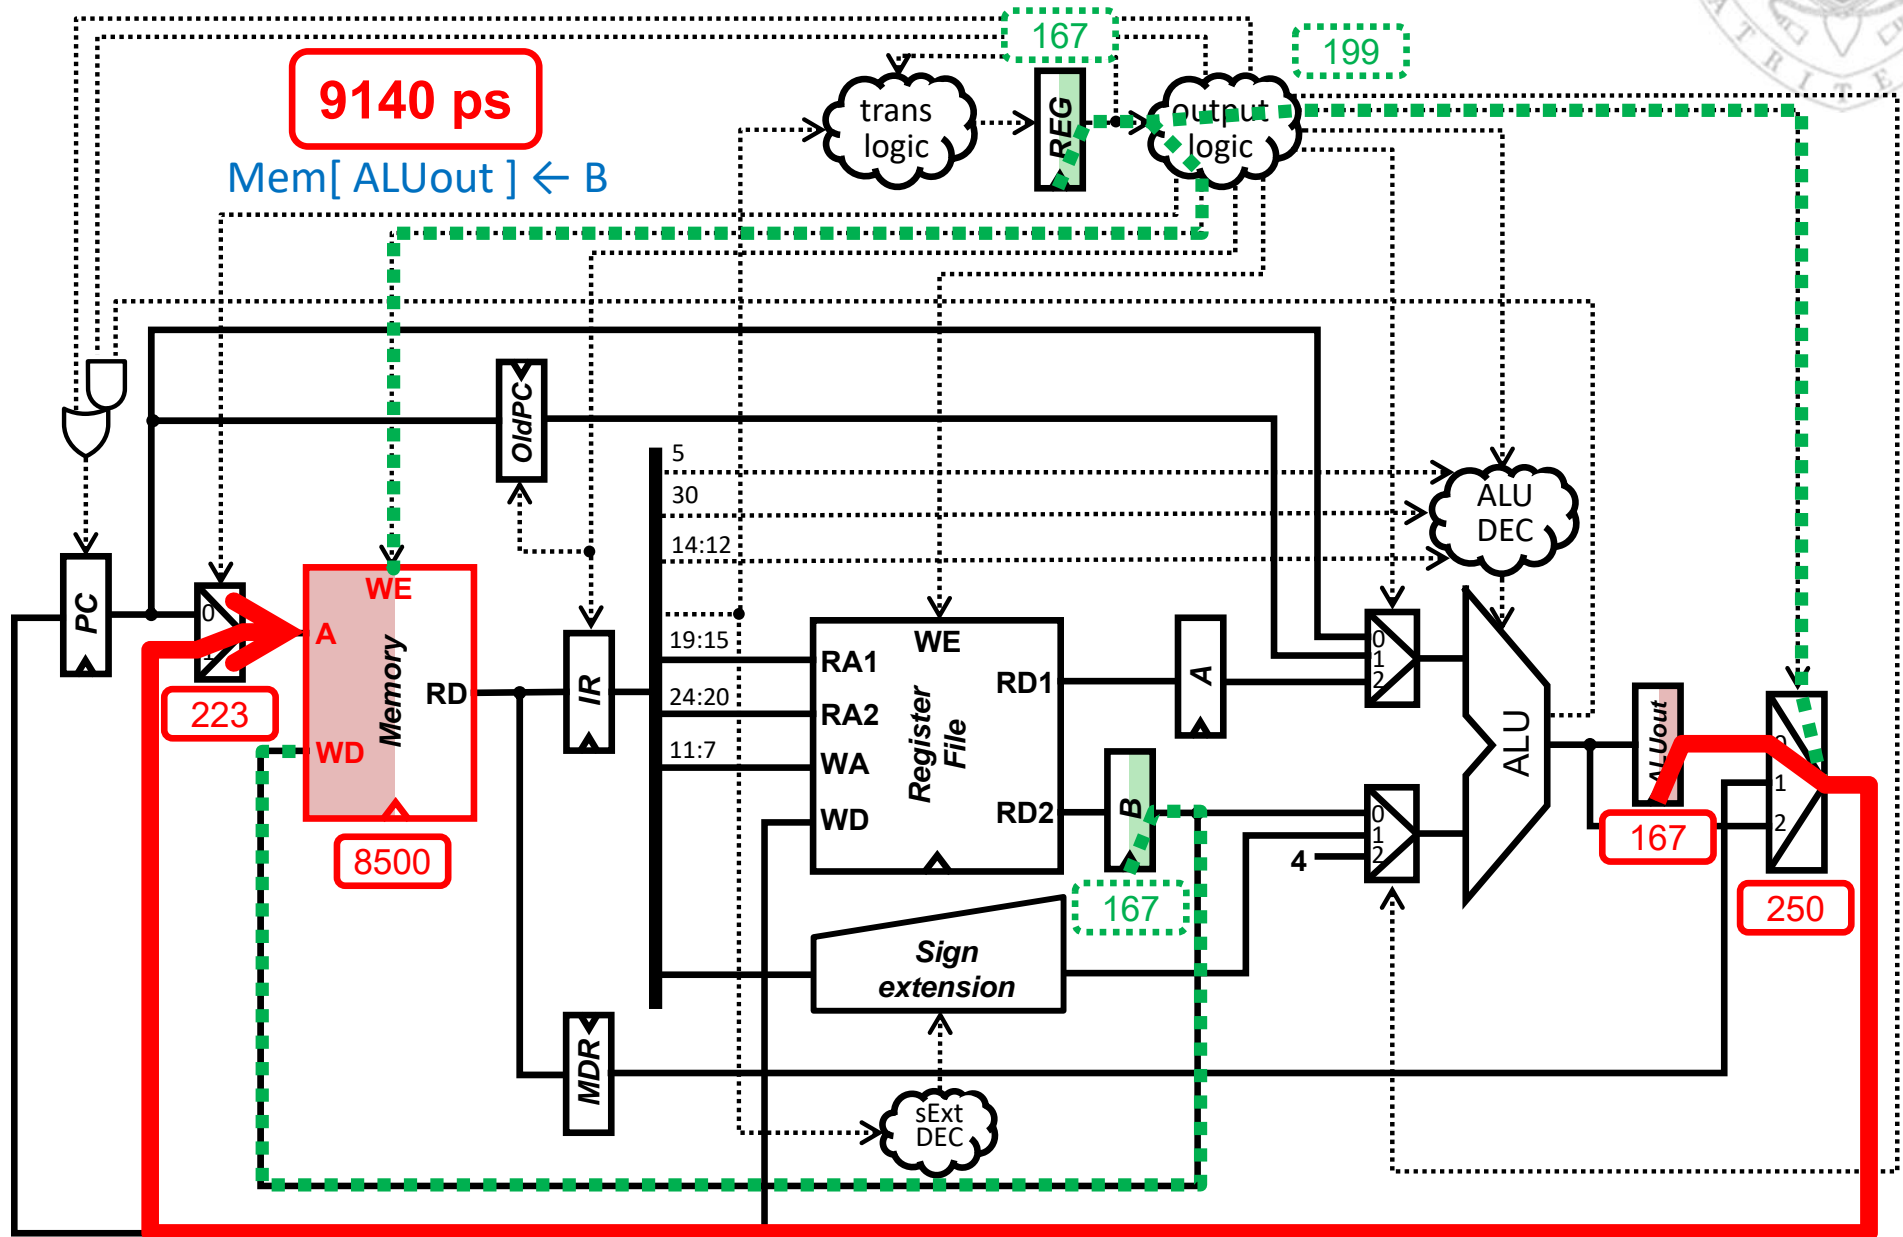 167
199
9140 ps
trans
logic
REG
output
logic
Mem[ ALUout ] ← B
OldPC
5
30
14:12
ALU
DEC
PC
0
1
WE
A
Memory
RD
WD
223
8500
IR
19:15
24:20
11:7
WE
RA1
RA2
WA
WD
Register
File
RD1
RD2
A
B
167
0
1
2
0
1
2
4
ALU
ALUout
167
0
1
2
250
Sign
extension
MDR
sExt
DEC
A T R I T E